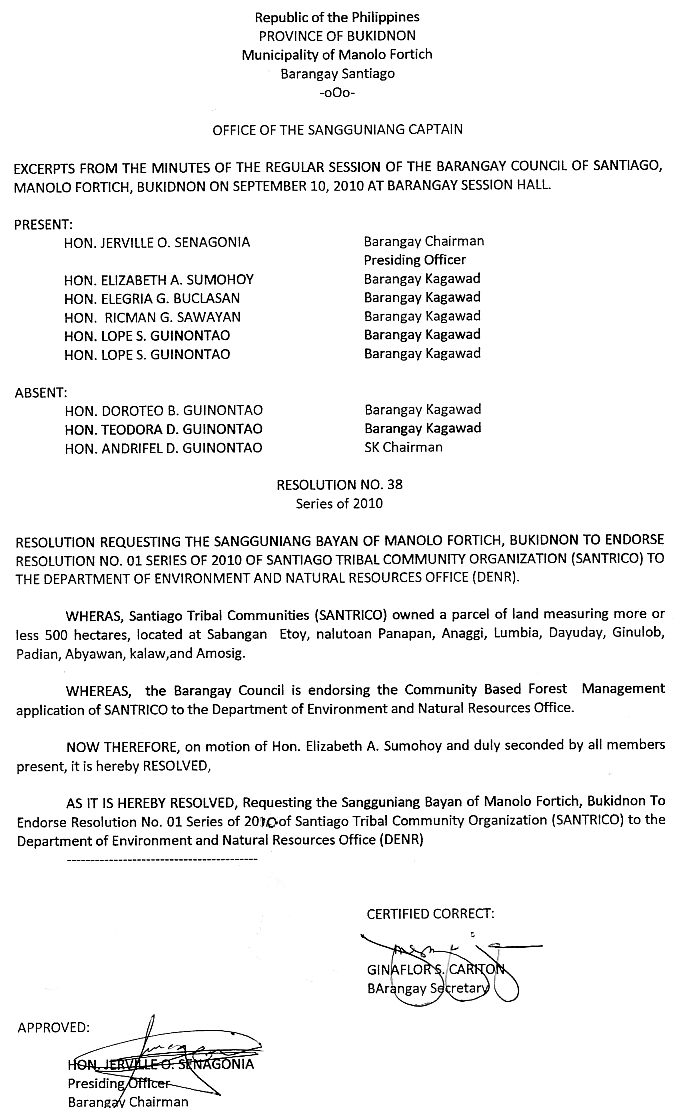 Republic of the Philippines
PROVINCE OF BUKIDNON
Municipality of Manolo Fortich
Barangay Santiago
-oOo-
OFFICE OF THE SANGGUNIANG CAPTAIN
EXCERPTS FROM THE MINUTES OF THE REGULAR SESSION OF THE BARANGAY COUNCIL OF SANTIAGO,
MANOLO FORTICH, BUKIDNON ON SEPTEMBER 10, 2010 AT BARANGAY SESSION HALL.
PRESENT:
HON. JERVILLE O. SENAGONIA Barangay Chairman
Presiding Officer
HON. ELIZABETH A. SUMOHOY Barangay Kagawad
HON. ELEGRIA G. BUCLASAN Barangay Kagawad
HON. RICMAN G. SAWAYAN Barangay Kagawad
HON. LOPE S. GUINONTAO Barangay Kagawad
HON. LOPE S. GUINONTAO Barangay Kagawad
ABSENT:
HON. DOROTEO B. GUINONTAO Barangay Kagawad
HON. TEODORA D. GUINONTAO Barangay Kagawad
HON. ANDRIFEL D. GUINONTAO SK Chairman
RESOLUTION NO. 38
Series of 2010
RESOLUTION REQUESTING THE SANGGUNIANG BAYAN OF MANOLO FORTICH, BUKIDNON TO ENDORSE
RESOLUTION NO. 01 SERIES OF 2010 OF SANTIAGO TRIBAL COMMUNITY ORGANIZATION (SANTRICO) TO
THE DEPARTMENT OF ENVIRONMENT AND NATURAL RESOURCES OFFICE (DENR).
WHERAS, Santiago Tribal Communities (SANTRICO) owned a parcel of land measuring more or
less 500 hectares, located at Sabangan Etoy, nalutoan Panapan, Anaggi, Lumbia, Dayuday, Ginulob,
Padian, Abyawan, kalaw,and Amosig.
WHEREAS, the Barangay Council is endorsing the Community Based Forest Management
application of SANTRICO to the Department of Environment and Natural Resources Office.
NOW THEREFORE, on motion of Hon. Elizabeth A. Sumohoy and duly seconded by all members
present, it is hereby RESOLVED,
AS IT IS HEREBY RESOLVED, Requesting the Sangguniang Bayan of Manolo Fortich, Bukidnon To
Endorse Resolution No. 01 Series of 2010 of Santiago Tribal Community Organization (SANTRICO) to the
Department of Environment and Natural Resources Office (DENR)
------------------------------------------
CERTIFIED CORRECT:
GINAFLOR S. CARITON
BArangay Secretary
APPROVED:
HON. JERVILLE O. SENAGONIA
Presiding Officer
Barangay Chairman